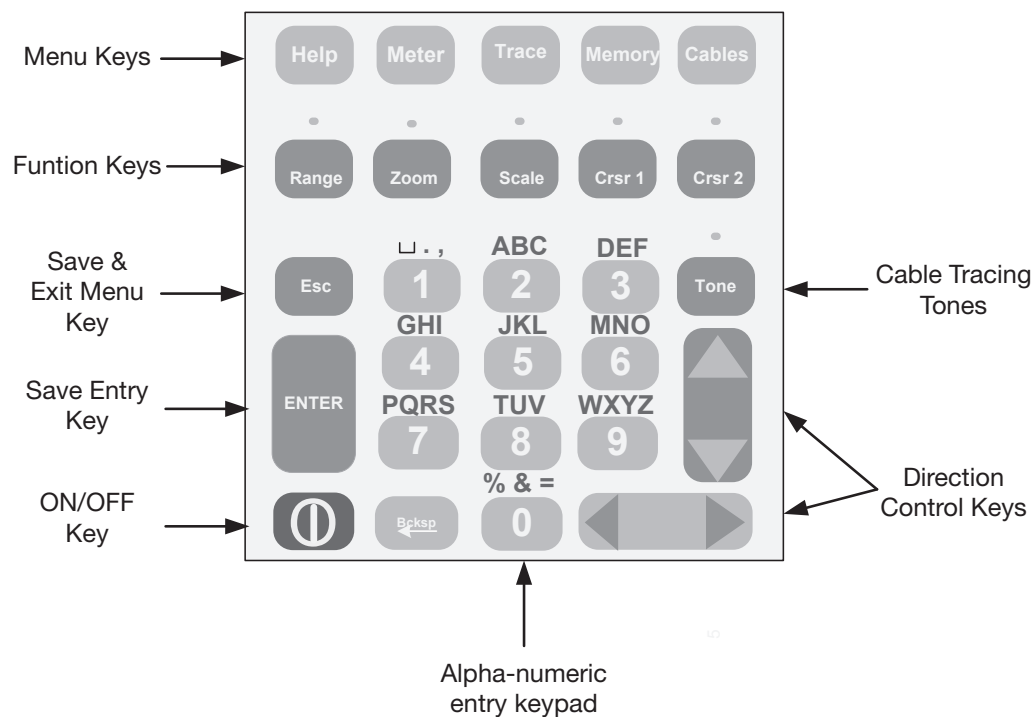 Menu Keys
Help Meter Trace Memory Cables
Funtion Keys
Range Zoom Scale Crsr 1 Crsr 2
Save &
Exit Menu
Key
␣ . , ABC DEF
Esc 1 2 3 Tone
Cable Tracing
Tones
GHI JKL MNO
4 5 6
Save Entry
Key
ENTER
PQRS TUV WXYZ
7 8 9
% & =
ON/OFF
Key
Bcksp 0
Direction
Control Keys
Alpha-numeric
entry keypad
5